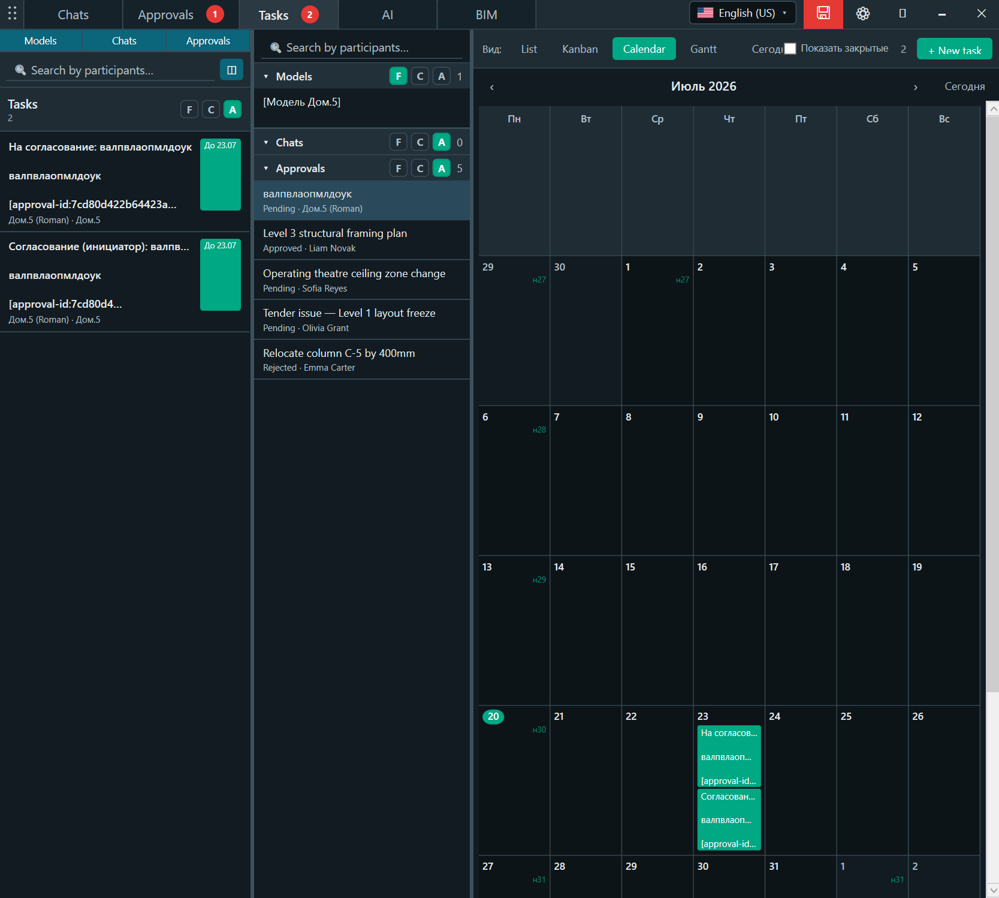 Chats
Approvals 1
Tasks 2
AI
BIM
English (US)
Models Chats Approvals
Search by participants...
Tasks
2
F C A
На согласование: валпвлаопмлдоук
валпвлаопмлдоук
[approval-id:7cd80d422b64423a...
Дом.5 (Roman) · Дом.5
До 23.07
Согласование (инициатор): валпв...
валпвлаопмлдоук
[approval-id:7cd80d4...
Дом.5 (Roman) · Дом.5
До 23.07
Search by participants...
Models F C A 1
[Модель Дом.5]
Chats F C A 0
Approvals F C A 5
валпвлаопмлдоук
Pending · Дом.5 (Roman)
Level 3 structural framing plan
Approved · Liam Novak
Operating theatre ceiling zone change
Pending · Sofia Reyes
Tender issue — Level 1 layout freeze
Pending · Olivia Grant
Relocate column C-5 by 400mm
Rejected · Emma Carter
Вид: List Kanban Calendar Gantt Сегодн Показать закрытые 2 + New task
‹ Июль 2026 › Сегодня
Пн Вт Ср Чт Пт Сб Вс
29 30 1 2 3 4 5
н27 н27
6 7 8 9 10 11 12
н28
13 14 15 16 17 18 19
н29
20 21 22 23 24 25 26
н30
На согласов...
валпвлаоп...
[approval-id...
Согласован...
валпвлаоп...
[approval-id...
27 28 29 30 31 1 2
н31 н31